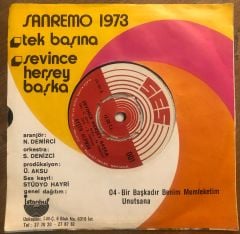 SANREMO 1973
tek başına
sevince
herşey
başka
SES
aranjör:
N. DEMİRCİ
orkestra:
S. DENİZCİ
prodüksiyon:
Ü. AKSU
Ses kayıt:
STÜDYO HAYRİ
genel dağıtım:
İstanbul
04-Bir Başkadır Benim Memleketim
Unutsana
Tel :